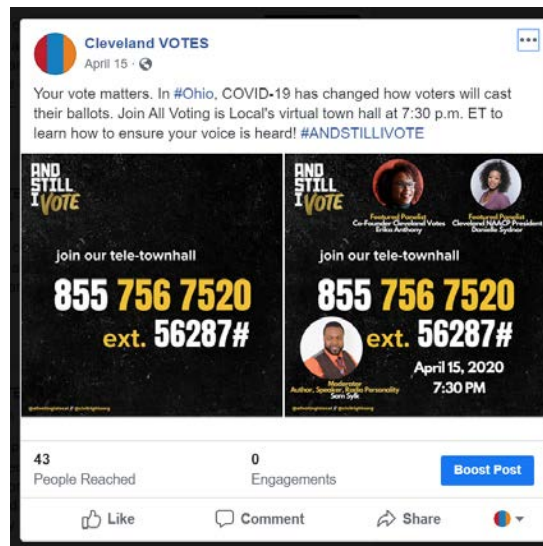 Cleveland VOTES
April 15
Your vote matters. In #Ohio, COVID-19 has changed how voters will cast
their ballots. Join All Voting is Local's virtual town hall at 7:30 p.m. ET to
learn how to ensure your voice is heard! #ANDSTILLIVOTE
AND
STILL
I VOTE
join our tele-townhall
855 756 7520
ext. 56287#
@allvotingislocal // @civilrightsorg
AND
STILL
I VOTE
Featured Panelist
Co-Founder Cleveland Votes
Erika Anthony
Featured Panelist
Cleveland NAACP President
Danielle Sydnor
join our tele-townhall
855 756 7520
ext. 56287#
April 15, 2020
7:30 PM
Moderator
Author, Speaker, Radio Personality
Sam Sylk
@allvotingislocal // @civilrightsorg
43
People Reached
0
Engagements
Boost Post
Like
Comment
Share